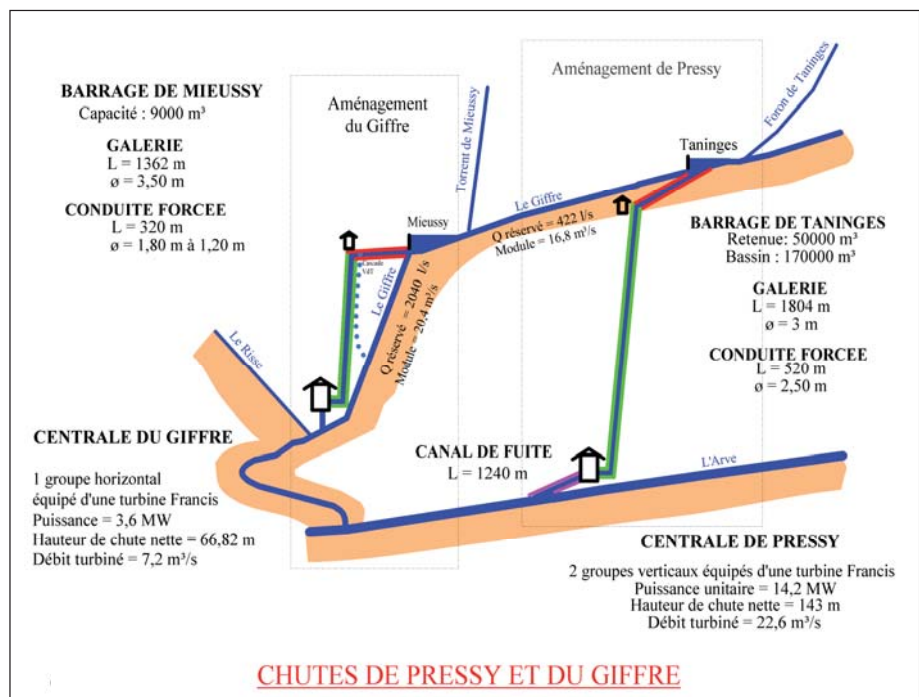 BARRAGE DE MIEUSSY
Capacité : 9000 m³
GALERIE
L = 1362 m
ø = 3,50 m
CONDUITE FORCEE
L = 320 m
ø = 1,80 m à 1,20 m
Aménagement
du Giffre
Torrent de Mieussy
Aménagement de Pressy
Foron de Taninges
Taninges
Le Giffre
Q réservé = 422 l/s
Module = 16,8 m³/s
Mieussy
Cascade
Le Giffre
Q réservé = 2040 l/s
Module = 20,4 m³/s
BARRAGE DE TANINGES
Retenue: 50000 m³
Bassin : 170000 m³
GALERIE
L = 1804 m
ø = 3 m
CONDUITE FORCEE
L = 520 m
ø = 2,50 m
Le Risse
CENTRALE DU GIFFRE
1 groupe horizontal
équipé d'une turbine Francis
Puissance = 3,6 MW
Hauteur de chute nette = 66,82 m
Débit turbiné = 7,2 m³/s
CANAL DE FUITE
L = 1240 m
L'Arve
CENTRALE DE PRESSY
2 groupes verticaux équipés d'une turbine Francis
Puissance unitaire = 14,2 MW
Hauteur de chute nette = 143 m
Débit turbiné = 22,6 m³/s
CHUTES DE PRESSY ET DU GIFFRE